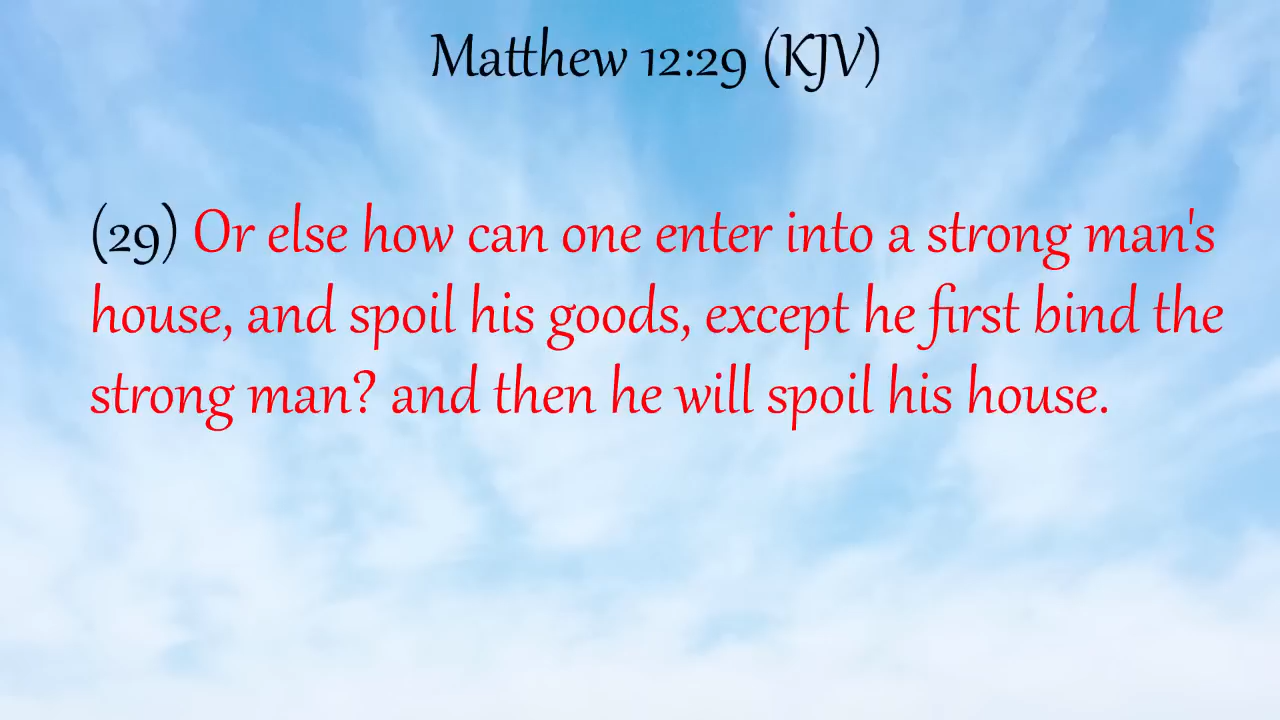 Matthew 12:29 (KJV)
(29) Or else how can one enter into a strong man's
house, and spoil his goods, except he first bind the
strong man? and then he will spoil his house.